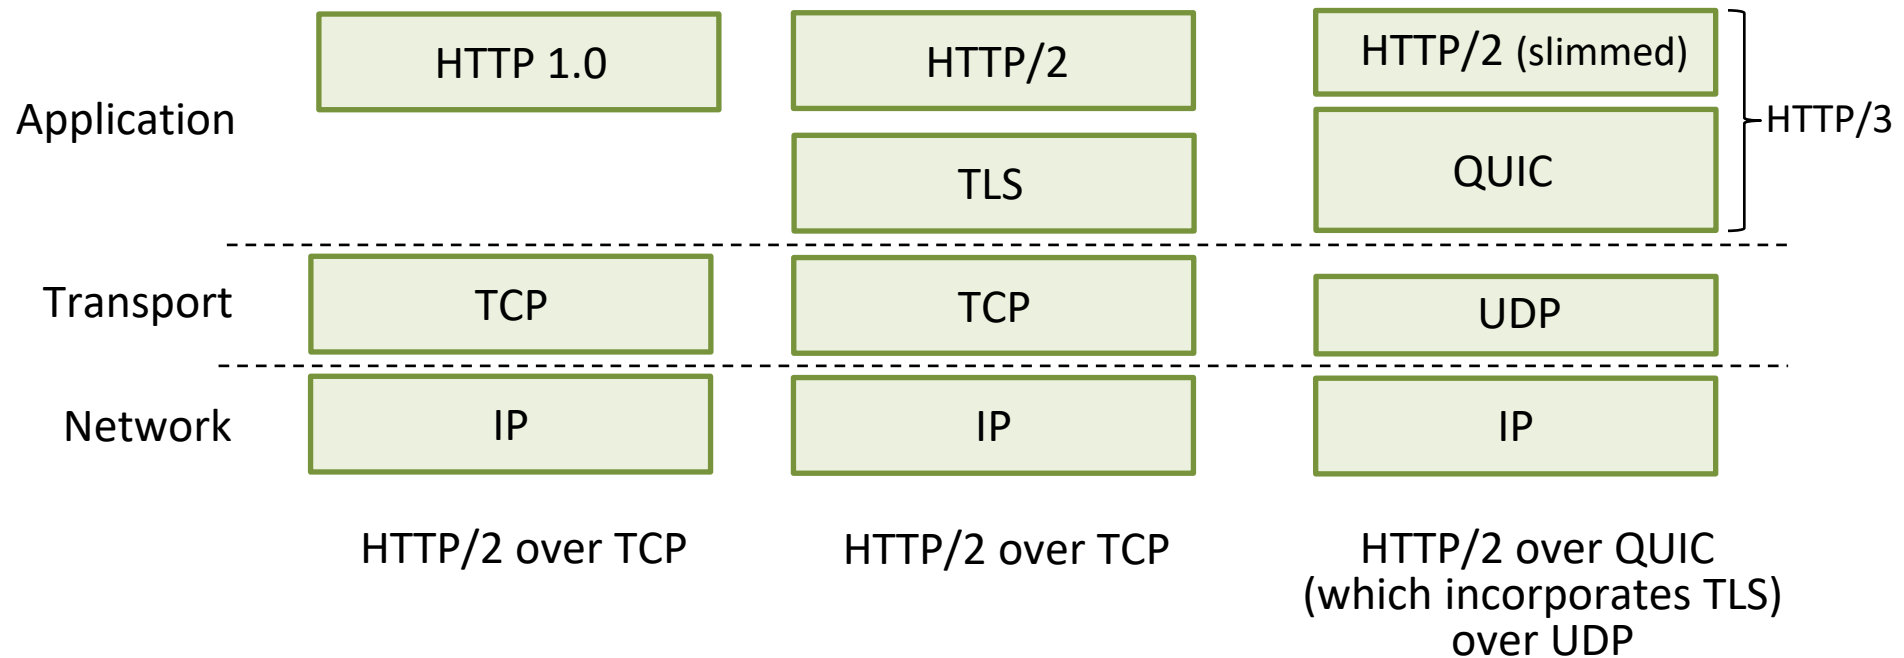 HTTP 1.0
HTTP/2
HTTP/2 (slimmed)
Application
HTTP/3
TLS
QUIC
Transport
TCP
TCP
UDP
Network
IP
IP
IP
HTTP/2 over TCP
HTTP/2 over TCP
HTTP/2 over QUIC
(which incorporates TLS)
over UDP